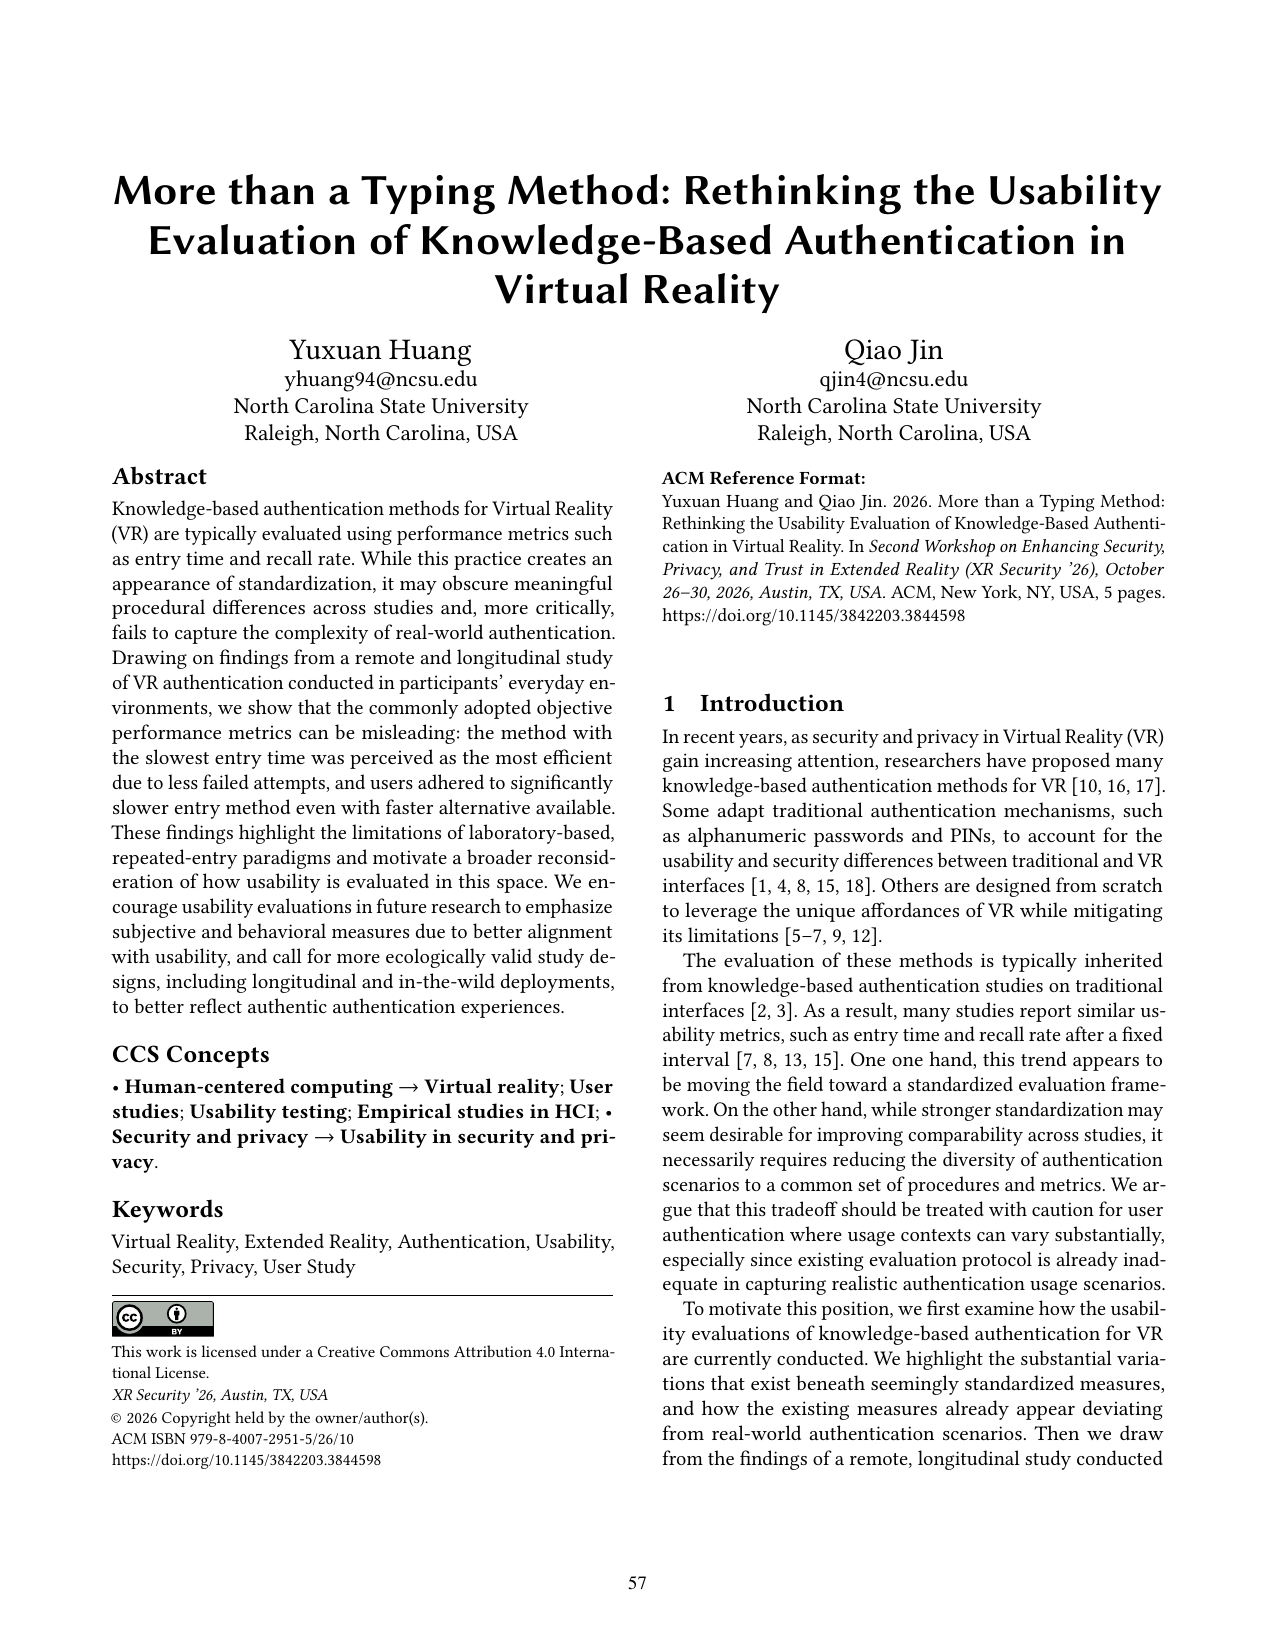 More than a Typing Method: Rethinking the Usability
Evaluation of Knowledge-Based Authentication in
Virtual Reality
Yuxuan Huang
yhuang94@ncsu.edu
North Carolina State University
Raleigh, North Carolina, USA
Qiao Jin
qjin4@ncsu.edu
North Carolina State University
Raleigh, North Carolina, USA
Abstract
Knowledge-based authentication methods for Virtual Reality
(VR) are typically evaluated using performance metrics such
as entry time and recall rate. While this practice creates an
appearance of standardization, it may obscure meaningful
procedural differences across studies and, more critically,
fails to capture the complexity of real-world authentication.
Drawing on findings from a remote and longitudinal study
of VR authentication conducted in participants’ everyday en-
vironments, we show that the commonly adopted objective
performance metrics can be misleading: the method with
the slowest entry time was perceived as the most efficient
due to less failed attempts, and users adhered to significantly
slower entry method even with faster alternative available.
These findings highlight the limitations of laboratory-based,
repeated-entry paradigms and motivate a broader reconsid-
eration of how usability is evaluated in this space. We en-
courage usability evaluations in future research to emphasize
subjective and behavioral measures due to better alignment
with usability, and call for more ecologically valid study de-
signs, including longitudinal and in-the-wild deployments,
to better reflect authentic authentication experiences.
CCS Concepts
• Human-centered computing → Virtual reality; User
studies; Usability testing; Empirical studies in HCI; •
Security and privacy → Usability in security and pri-
vacy.
Keywords
Virtual Reality, Extended Reality, Authentication, Usability,
Security, Privacy, User Study
cc
BY
This work is licensed under a Creative Commons Attribution 4.0 Interna-
tional License.
XR Security ’26, Austin, TX, USA
© 2026 Copyright held by the owner/author(s).
ACM ISBN 979-8-4007-2951-5/26/10
https://doi.org/10.1145/3842203.3844598
ACM Reference Format:
Yuxuan Huang and Qiao Jin. 2026. More than a Typing Method:
Rethinking the Usability Evaluation of Knowledge-Based Authenti-
cation in Virtual Reality. In Second Workshop on Enhancing Security,
Privacy, and Trust in Extended Reality (XR Security ’26), October
26–30, 2026, Austin, TX, USA. ACM, New York, NY, USA, 5 pages.
https://doi.org/10.1145/3842203.3844598
1 Introduction
In recent years, as security and privacy in Virtual Reality (VR)
gain increasing attention, researchers have proposed many
knowledge-based authentication methods for VR [10, 16, 17].
Some adapt traditional authentication mechanisms, such
as alphanumeric passwords and PINs, to account for the
usability and security differences between traditional and VR
interfaces [1, 4, 8, 15, 18]. Others are designed from scratch
to leverage the unique affordances of VR while mitigating
its limitations [5–7, 9, 12].
The evaluation of these methods is typically inherited
from knowledge-based authentication studies on traditional
interfaces [2, 3]. As a result, many studies report similar us-
ability metrics, such as entry time and recall rate after a fixed
interval [7, 8, 13, 15]. One one hand, this trend appears to
be moving the field toward a standardized evaluation frame-
work. On the other hand, while stronger standardization may
seem desirable for improving comparability across studies, it
necessarily requires reducing the diversity of authentication
scenarios to a common set of procedures and metrics. We ar-
gue that this tradeoff should be treated with caution for user
authentication where usage contexts can vary substantially,
especially since existing evaluation protocol is already inad-
equate in capturing realistic authentication usage scenarios.
To motivate this position, we first examine how the usabil-
ity evaluations of knowledge-based authentication for VR
are currently conducted. We highlight the substantial varia-
tions that exist beneath seemingly standardized measures,
and how the existing measures already appear deviating
from real-world authentication scenarios. Then we draw
from the findings of a remote, longitudinal study conducted
57